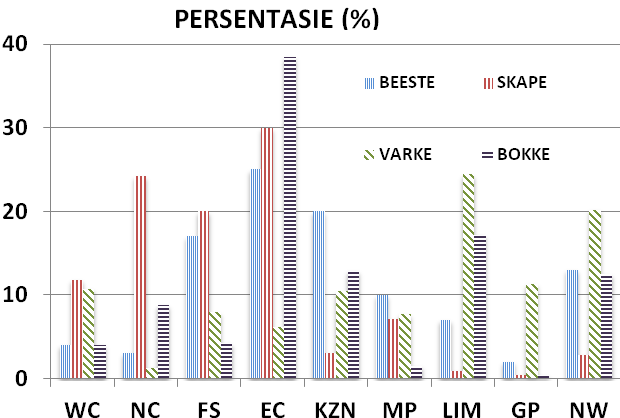 PERSENTASIE (%)
40
BEESTE SKAPE
30
VARKE BOKKE
20
10
0
WC NC FS EC KZN MP LIM GP NW